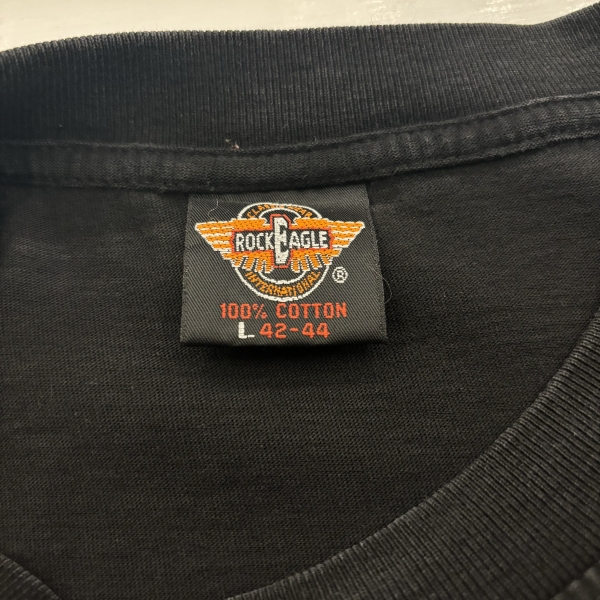 ROCK EAGLE
INTERNATIONAL
®
100% COTTON
L 42-44